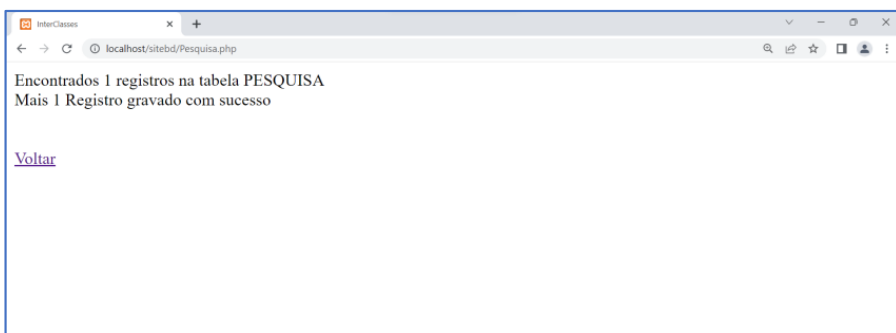 InterClasses
localhost/sitebd/Pesquisa.php
Encontrados 1 registros na tabela PESQUISA
Mais 1 Registro gravado com sucesso
Voltar